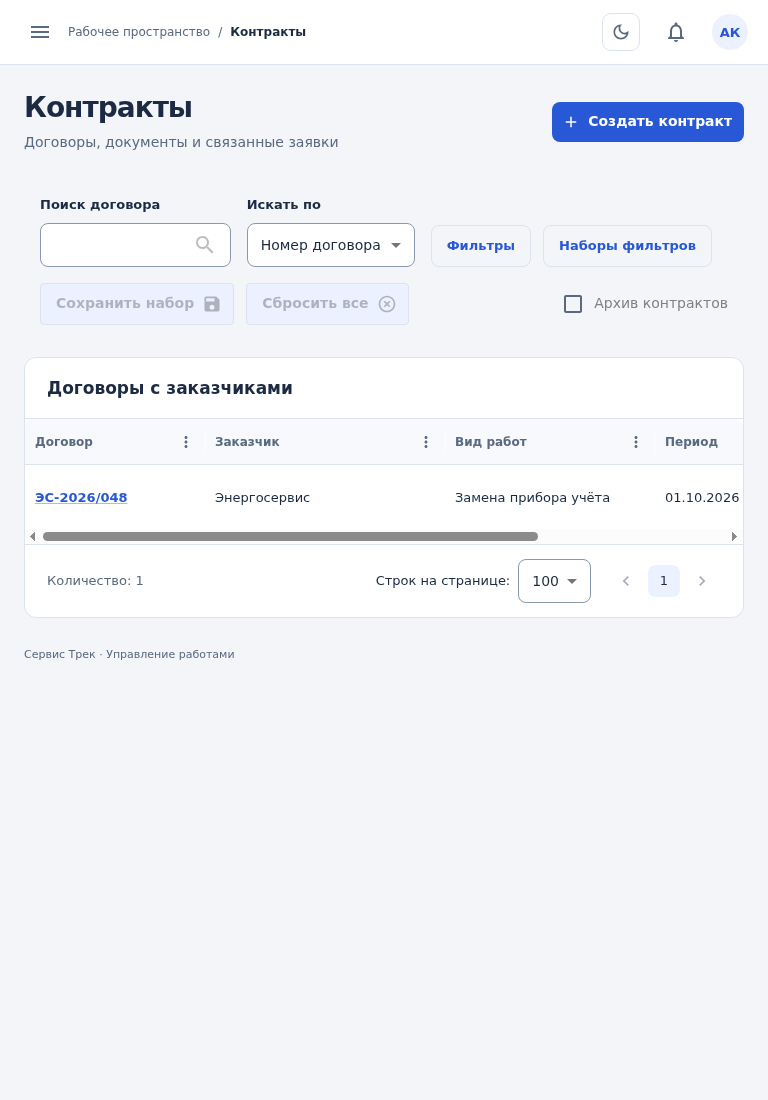 Рабочее пространство / Контракты
АК
Контракты
Договоры, документы и связанные заявки
+ Создать контракт
Поиск договора
Искать по
Номер договора
Фильтры
Наборы фильтров
Сохранить набор
Сбросить все
Архив контрактов
Договоры с заказчиками
Договор Заказчик Вид работ Период
ЭС-2026/048 Энергосервис Замена прибора учёта 01.10.2026
Количество: 1
Строк на странице: 100
1
Сервис Трек · Управление работами